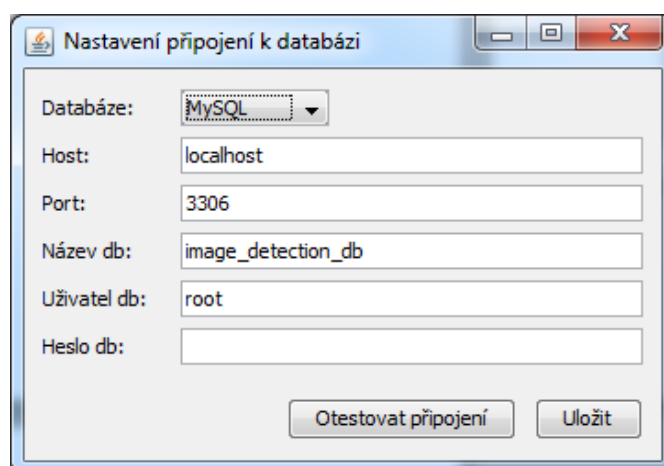 Nastavení připojení k databázi
Databáze: MySQL
Host: localhost
Port: 3306
Název db: image_detection_db
Uživatel db: root
Heslo db:
Otestovat připojení Uložit